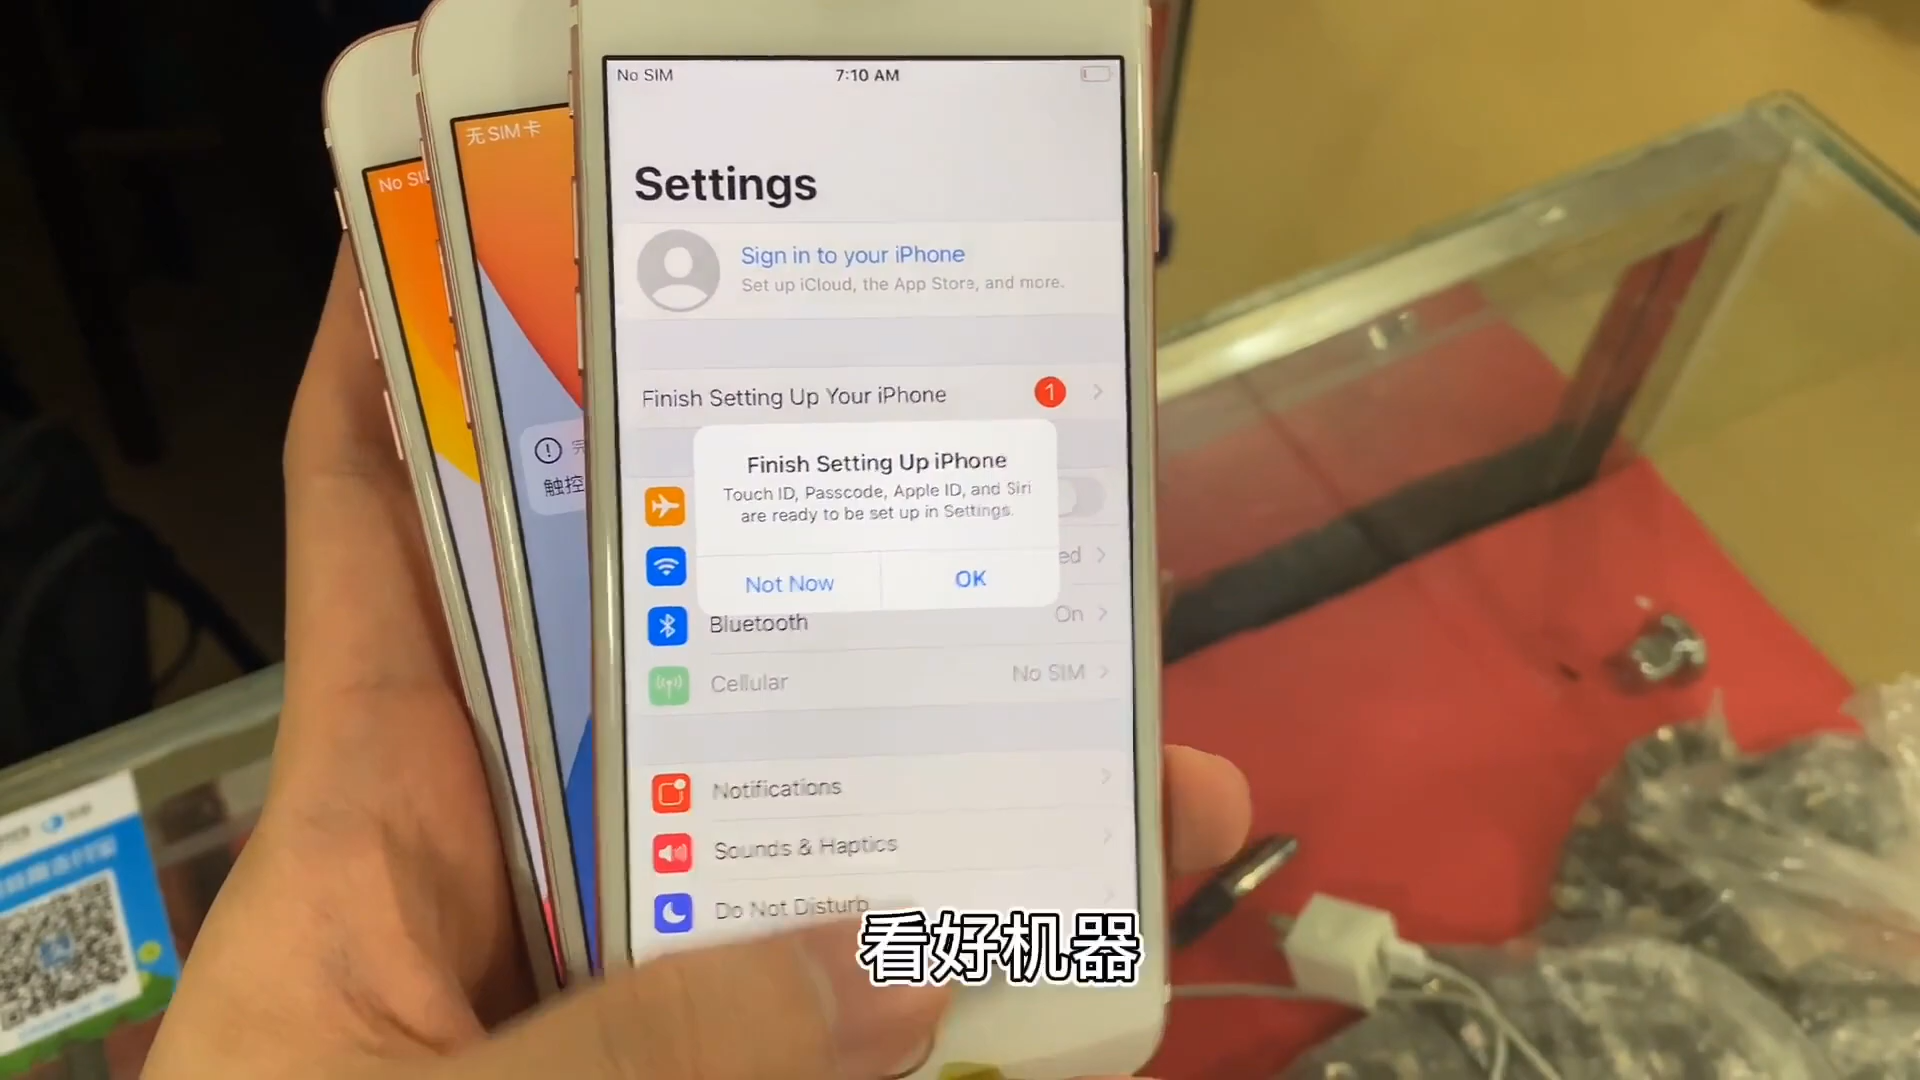 No SIM
7:10 AM
Settings
Sign in to your iPhone
Set up iCloud, the App Store, and more.
Finish Setting Up Your iPhone
1
Finish Setting Up iPhone
Touch ID, Passcode, Apple ID, and Siri
are ready to be set up in Settings.
Not Now
OK
Bluetooth
On
Cellular
No SIM
Notifications
Sounds & Haptics
Do Not Disturb
无SIM卡
触控
No
看好机器